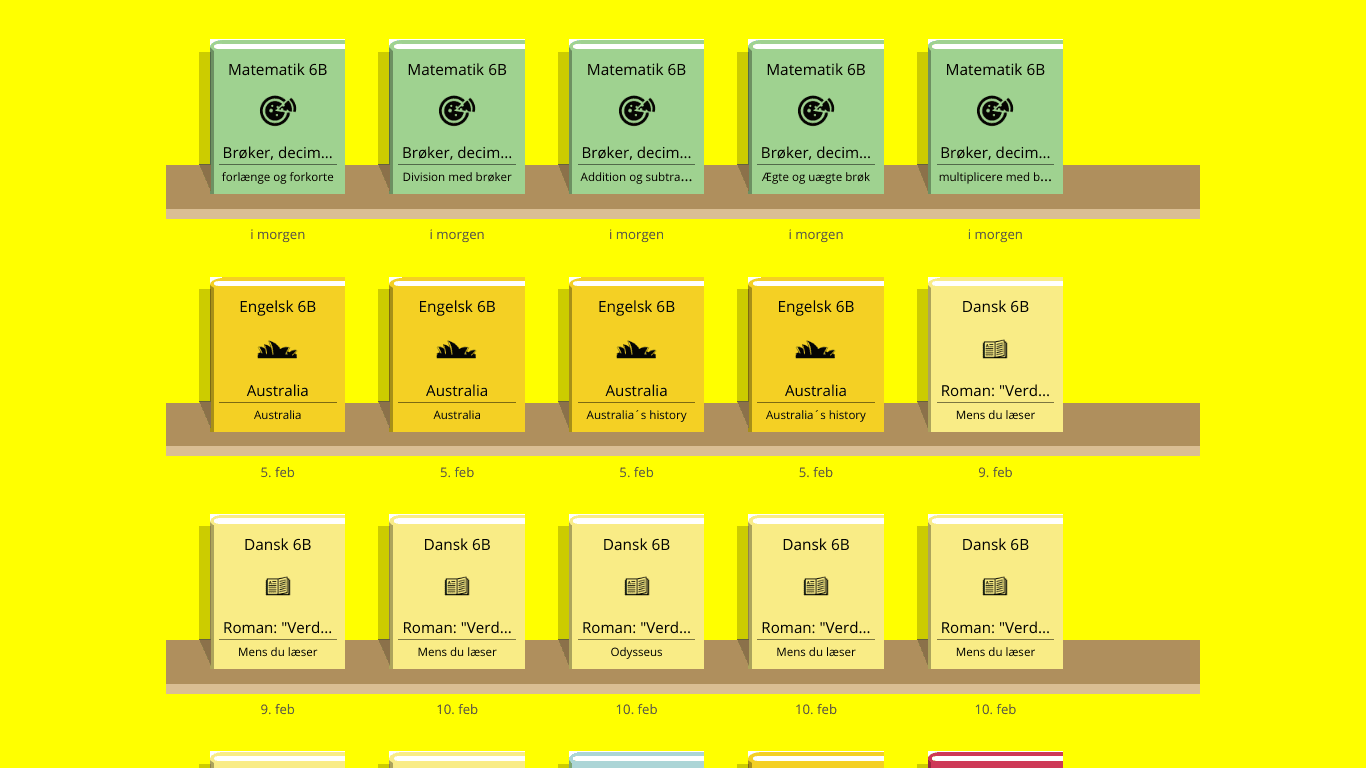 Matematik 6B
Brøker, decim...
forlænge og forkorte
i morgen
Matematik 6B
Brøker, decim...
Division med brøker
i morgen
Matematik 6B
Brøker, decim...
Addition og subtra...
i morgen
Matematik 6B
Brøker, decim...
Ægte og uægte brøk
i morgen
Matematik 6B
Brøker, decim...
multiplicere med b...
i morgen
Engelsk 6B
Australia
Australia
5. feb
Engelsk 6B
Australia
Australia
5. feb
Engelsk 6B
Australia
Australia´s history
5. feb
Engelsk 6B
Australia
Australia´s history
5. feb
Dansk 6B
Roman: "Verd...
Mens du læser
9. feb
Dansk 6B
Roman: "Verd...
Mens du læser
9. feb
Dansk 6B
Roman: "Verd...
Mens du læser
10. feb
Dansk 6B
Roman: "Verd...
Odysseus
10. feb
Dansk 6B
Roman: "Verd...
Mens du læser
10. feb
Dansk 6B
Roman: "Verd...
Mens du læser
10. feb